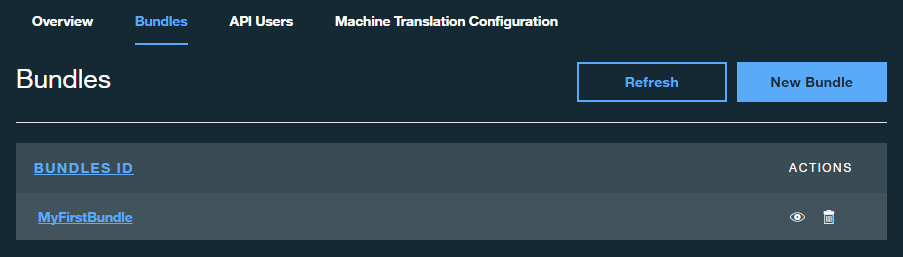 Overview Bundles API Users Machine Translation Configuration
Bundles Refresh New Bundle
BUNDLES ID ACTIONS
MyFirstBundle